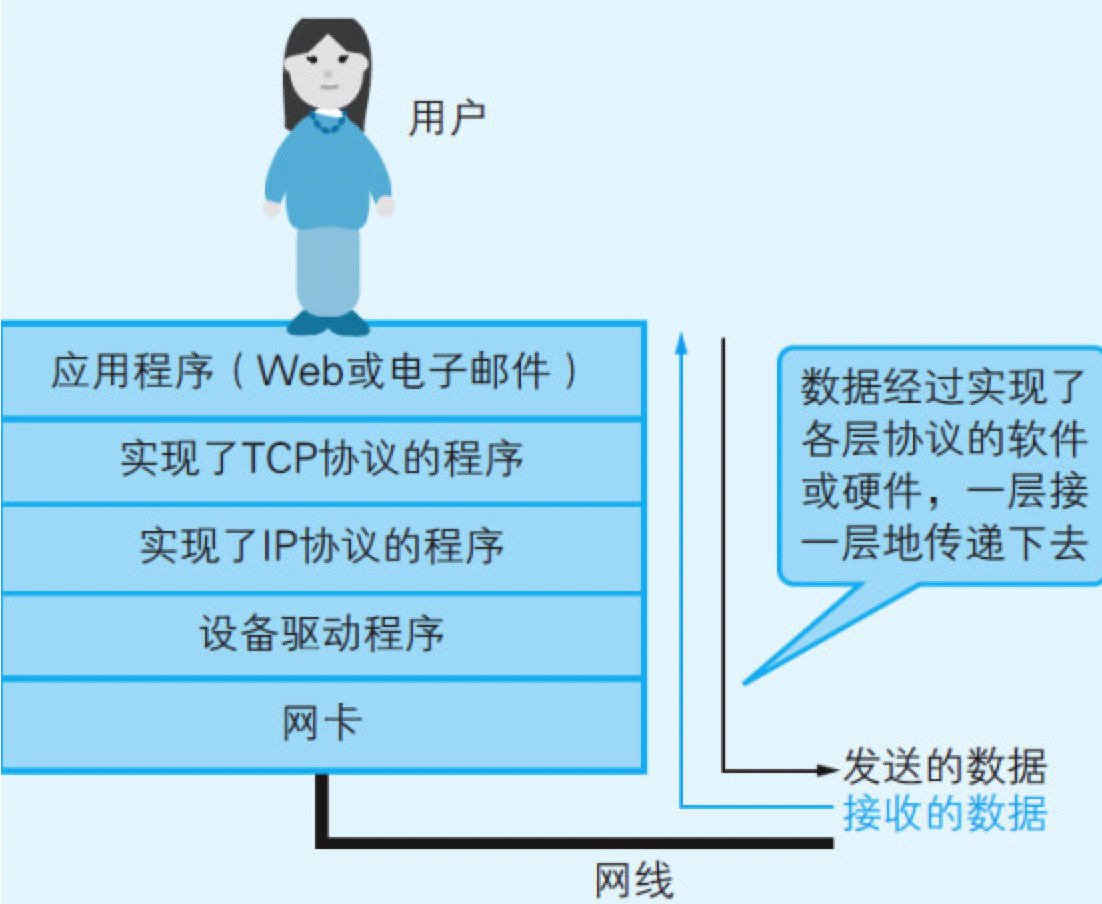 用户
应用程序（Web或电子邮件）
实现了TCP协议的程序
实现了IP协议的程序
设备驱动程序
网卡
数据经过实现了
各层协议的软件
或硬件，一层接
一层地传递下去
发送的数据
接收的数据
网线